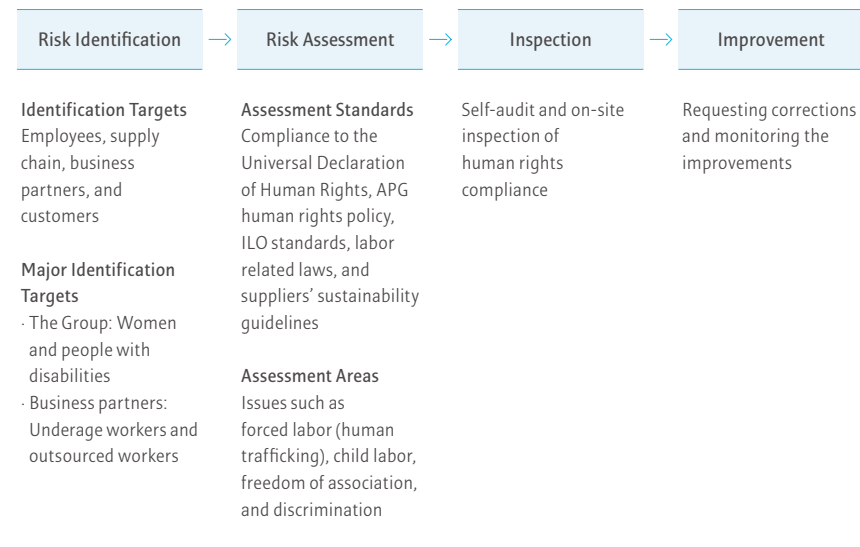 Risk Identification
Risk Assessment
Inspection
Improvement
Identification Targets
Employees, supply
chain, business
partners, and
customers
Major Identification
Targets
· The Group: Women
and people with
disabilities
· Business partners:
Underage workers and
outsourced workers
Assessment Standards
Compliance to the
Universal Declaration
of Human Rights, APG
human rights policy,
ILO standards, labor
related laws, and
suppliers’ sustainability
guidelines
Assessment Areas
Issues such as
forced labor (human
trafficking), child labor,
freedom of association,
and discrimination
Self-audit and on-site
inspection of
human rights
compliance
Requesting corrections
and monitoring the
improvements